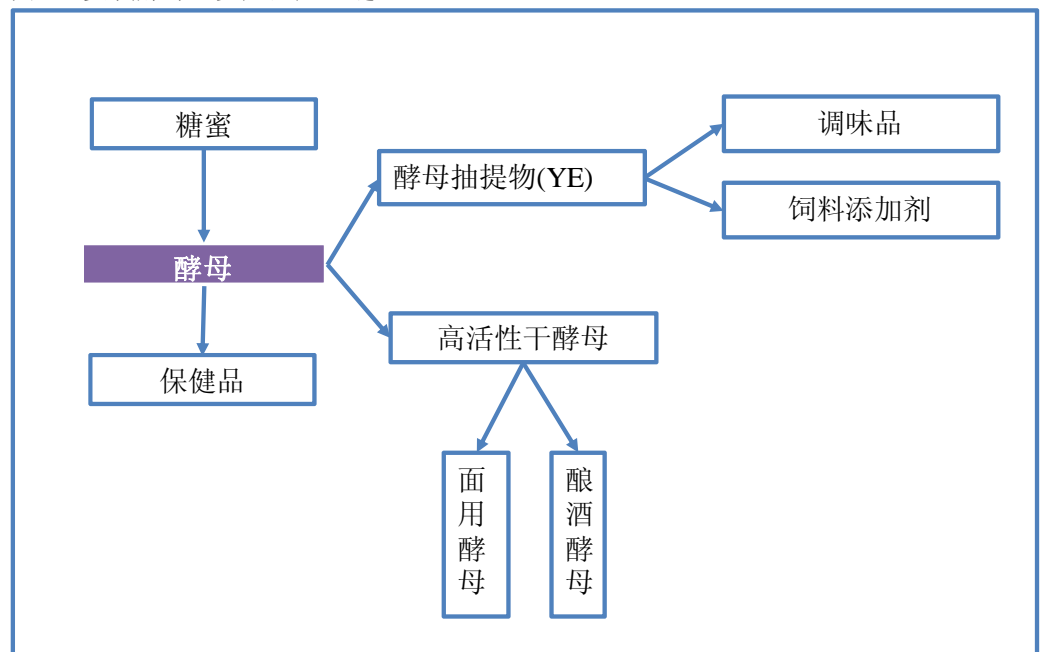 糖蜜
调味品
酵母抽提物(YE)
饲料添加剂
酵母
高活性干酵母
保健品
面用酵母
酿酒酵母